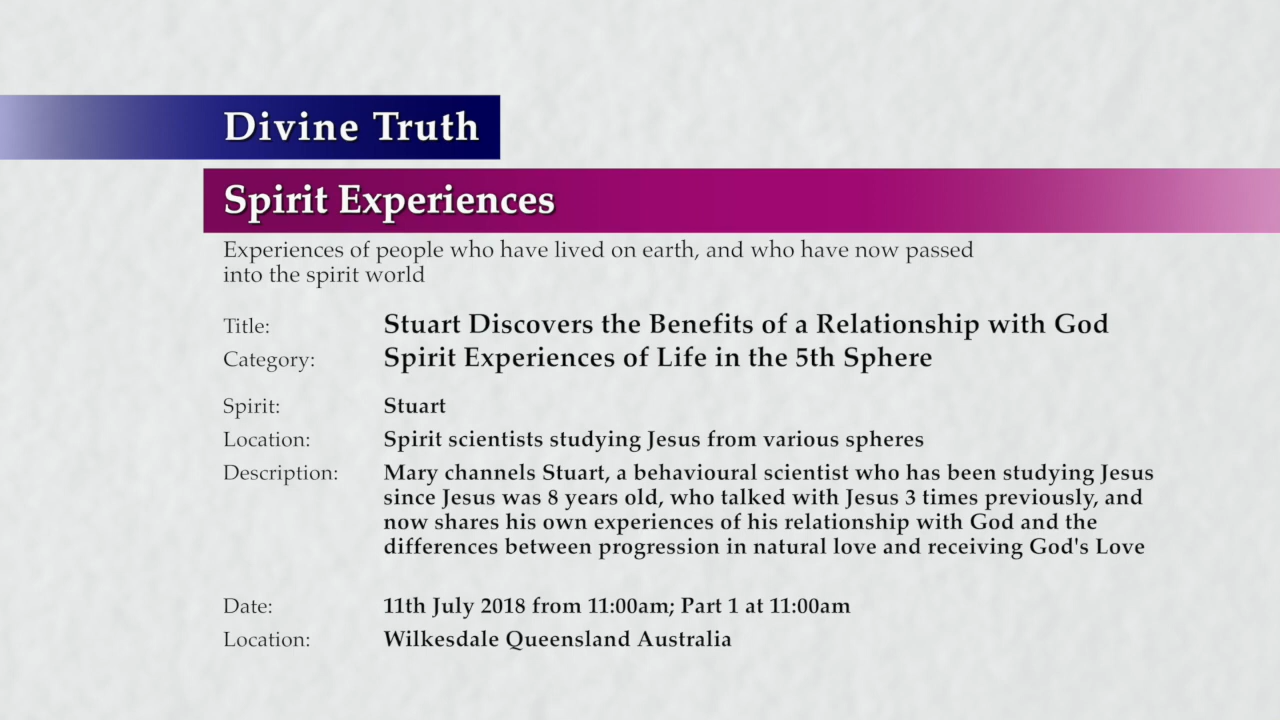 Divine Truth
Spirit Experiences
Experiences of people who have lived on earth, and who have now passed
into the spirit world
Title: Stuart Discovers the Benefits of a Relationship with God
Category: Spirit Experiences of Life in the 5th Sphere
Spirit: Stuart
Location: Spirit scientists studying Jesus from various spheres
Description: Mary channels Stuart, a behavioural scientist who has been studying Jesus
since Jesus was 8 years old, who talked with Jesus 3 times previously, and
now shares his own experiences of his relationship with God and the
differences between progression in natural love and receiving God's Love
Date: 11th July 2018 from 11:00am; Part 1 at 11:00am
Location: Wilkesdale Queensland Australia